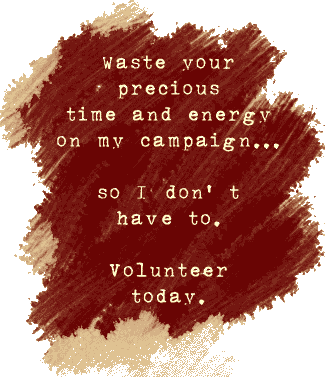 Waste your
precious
time and energy
on my campaign...
so I don't
have to.
Volunteer
today.